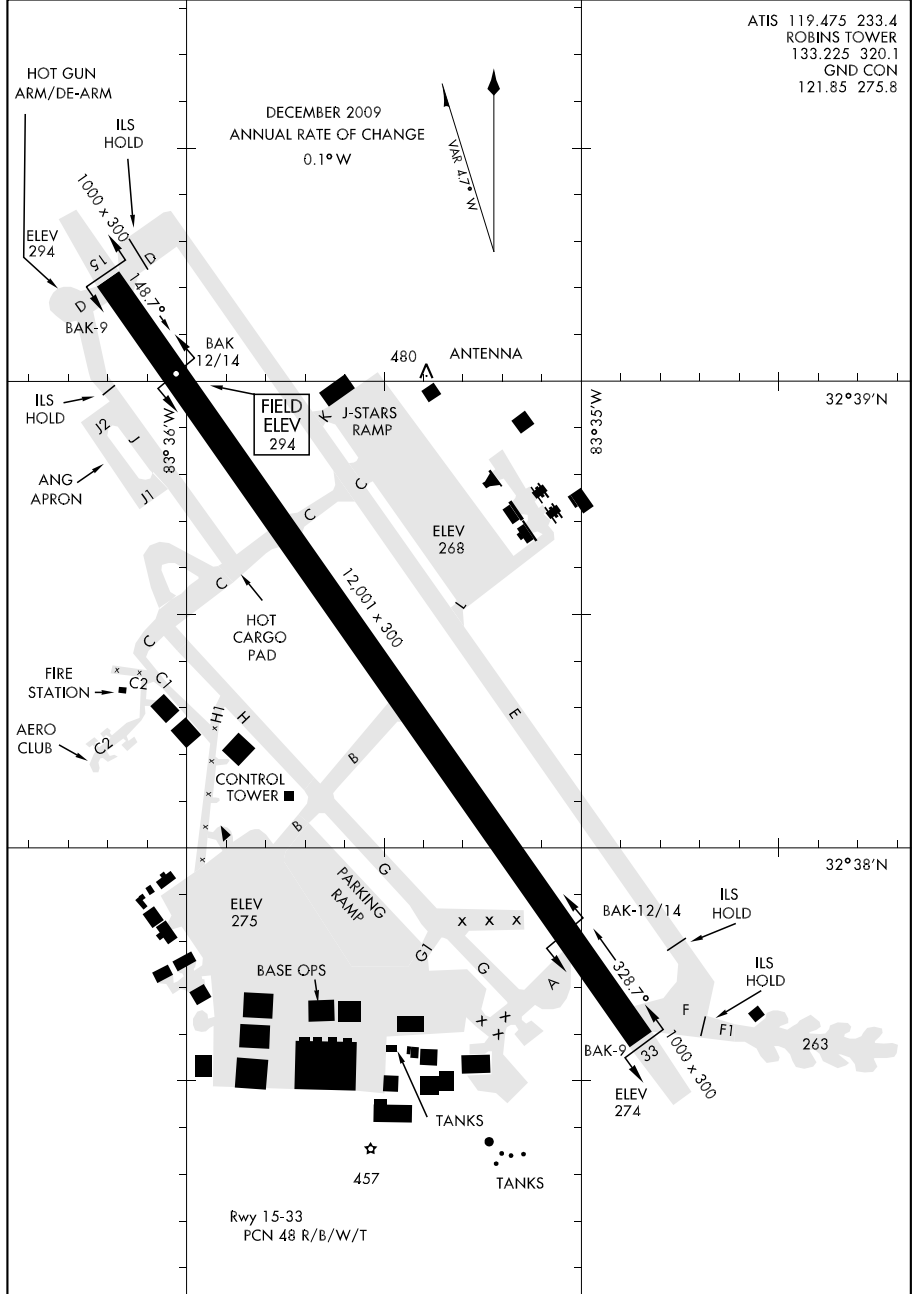 ATIS 119.475 233.4
ROBINS TOWER
133.225 320.1
GND CON
121.85 275.8
HOT GUN
ARM/DE-ARM
ILS
HOLD
DECEMBER 2009
ANNUAL RATE OF CHANGE
0.1° W
VAR 4.7° W
1000 x 300
ELEV
294
15
D
D
148.7°
BAK-9
BAK
12/14
480
ANTENNA
ILS
HOLD
FIELD
ELEV
294
K
J-STARS
RAMP
32°39'N
83°36'W
83°35'W
J2
J
ANG
APRON
J1
C
C
ELEV
268
12,001 x 300
C
HOT
CARGO
PAD
L
C
FIRE
STATION
C2
C1
AERO
CLUB
C2
H1
H
E
B
CONTROL
TOWER
B
32°38'N
G
PARKING
RAMP
ELEV
275
x x x
BAK-12/14
ILS
HOLD
G1
G
A
328.7°
BASE OPS
ILS
HOLD
F
F1
263
BAK-9
33
1000 x 300
ELEV
274
TANKS
457
TANKS
Rwy 15-33
PCN 48 R/B/W/T